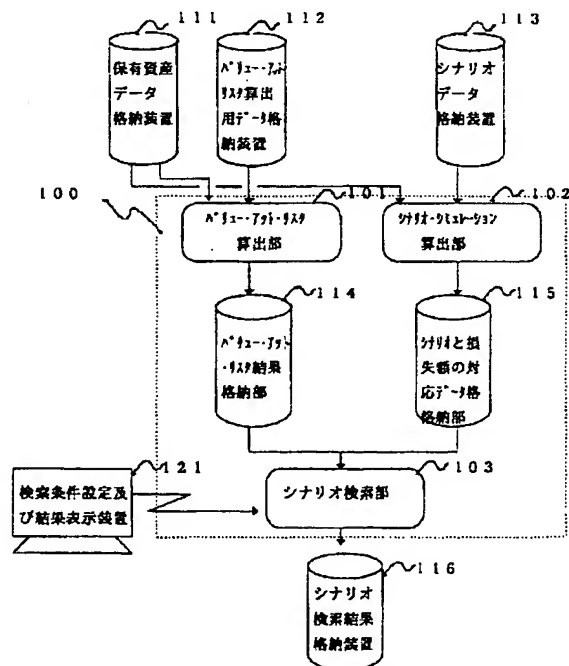 111
112
113
保有資産
データ
格納装置
バリュー・アット
リスク算出
用データ格
納装置
シナリオ
データ
格納装置
100
101
バリュー・アット・リスク
算出部
102
シナリオ・シミュレーション
算出部
114
バリュー・アット
・リスク結果
格納部
115
シナリオと損
失額の対
応データ格
格納部
121
検索条件設定及
び結果表示装置
103
シナリオ検索部
116
シナリオ
検索結果
格納装置